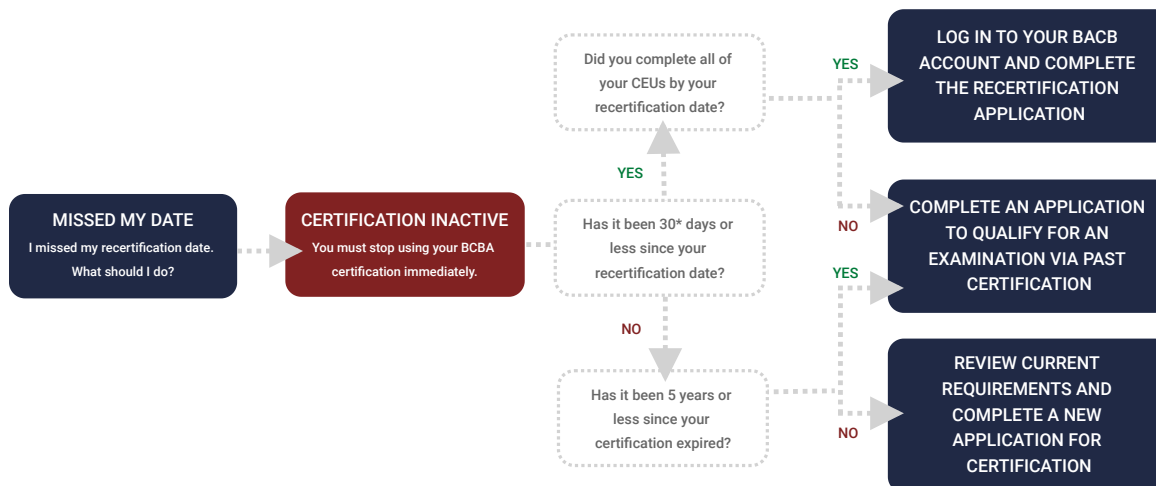 MISSED MY DATE
I missed my recertification date.
What should I do?
CERTIFICATION INACTIVE
You must stop using your BCBA
certification immediately.
Has it been 30* days or
less since your
recertification date?
YES
Did you complete all of
your CEUs by your
recertification date?
YES
LOG IN TO YOUR BACB
ACCOUNT AND COMPLETE
THE RECERTIFICATION
APPLICATION
NO
COMPLETE AN APPLICATION
TO QUALIFY FOR AN
EXAMINATION VIA PAST
CERTIFICATION
NO
Has it been 5 years or
less since your
certification expired?
YES
NO
REVIEW CURRENT
REQUIREMENTS AND
COMPLETE A NEW
APPLICATION FOR
CERTIFICATION